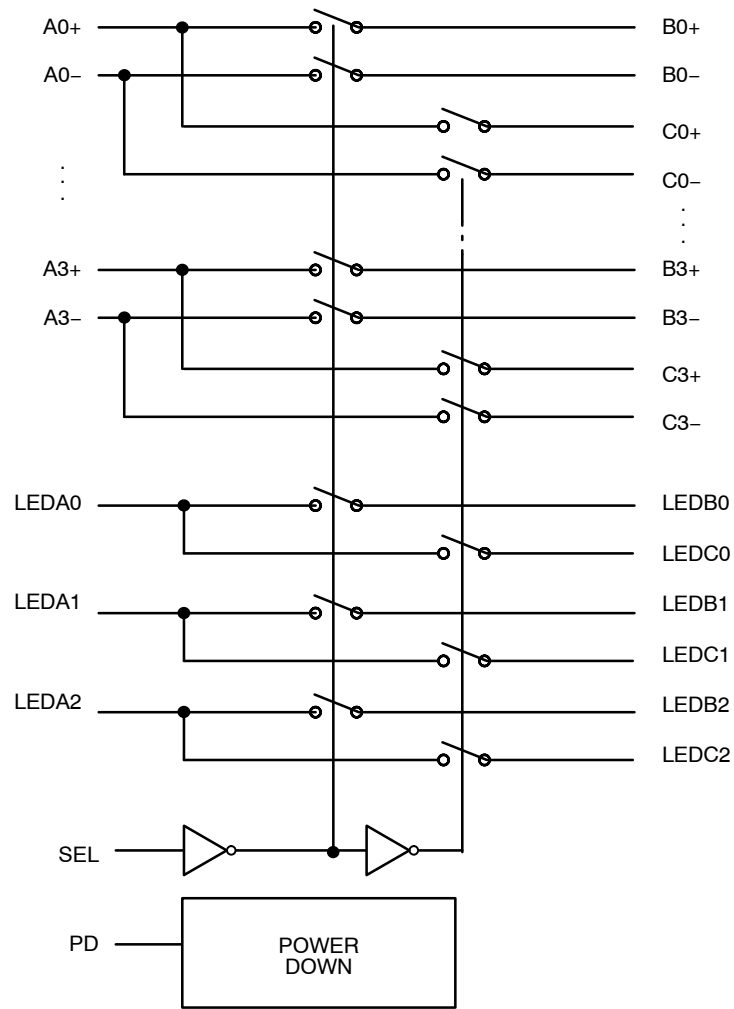 A0+ B0+
A0− B0−
C0+
C0−
A3+ B3+
A3− B3−
C3+
C3−
LEDA0 LEDB0
LEDC0
LEDA1 LEDB1
LEDC1
LEDA2 LEDB2
LEDC2
SEL
PD
POWER
DOWN